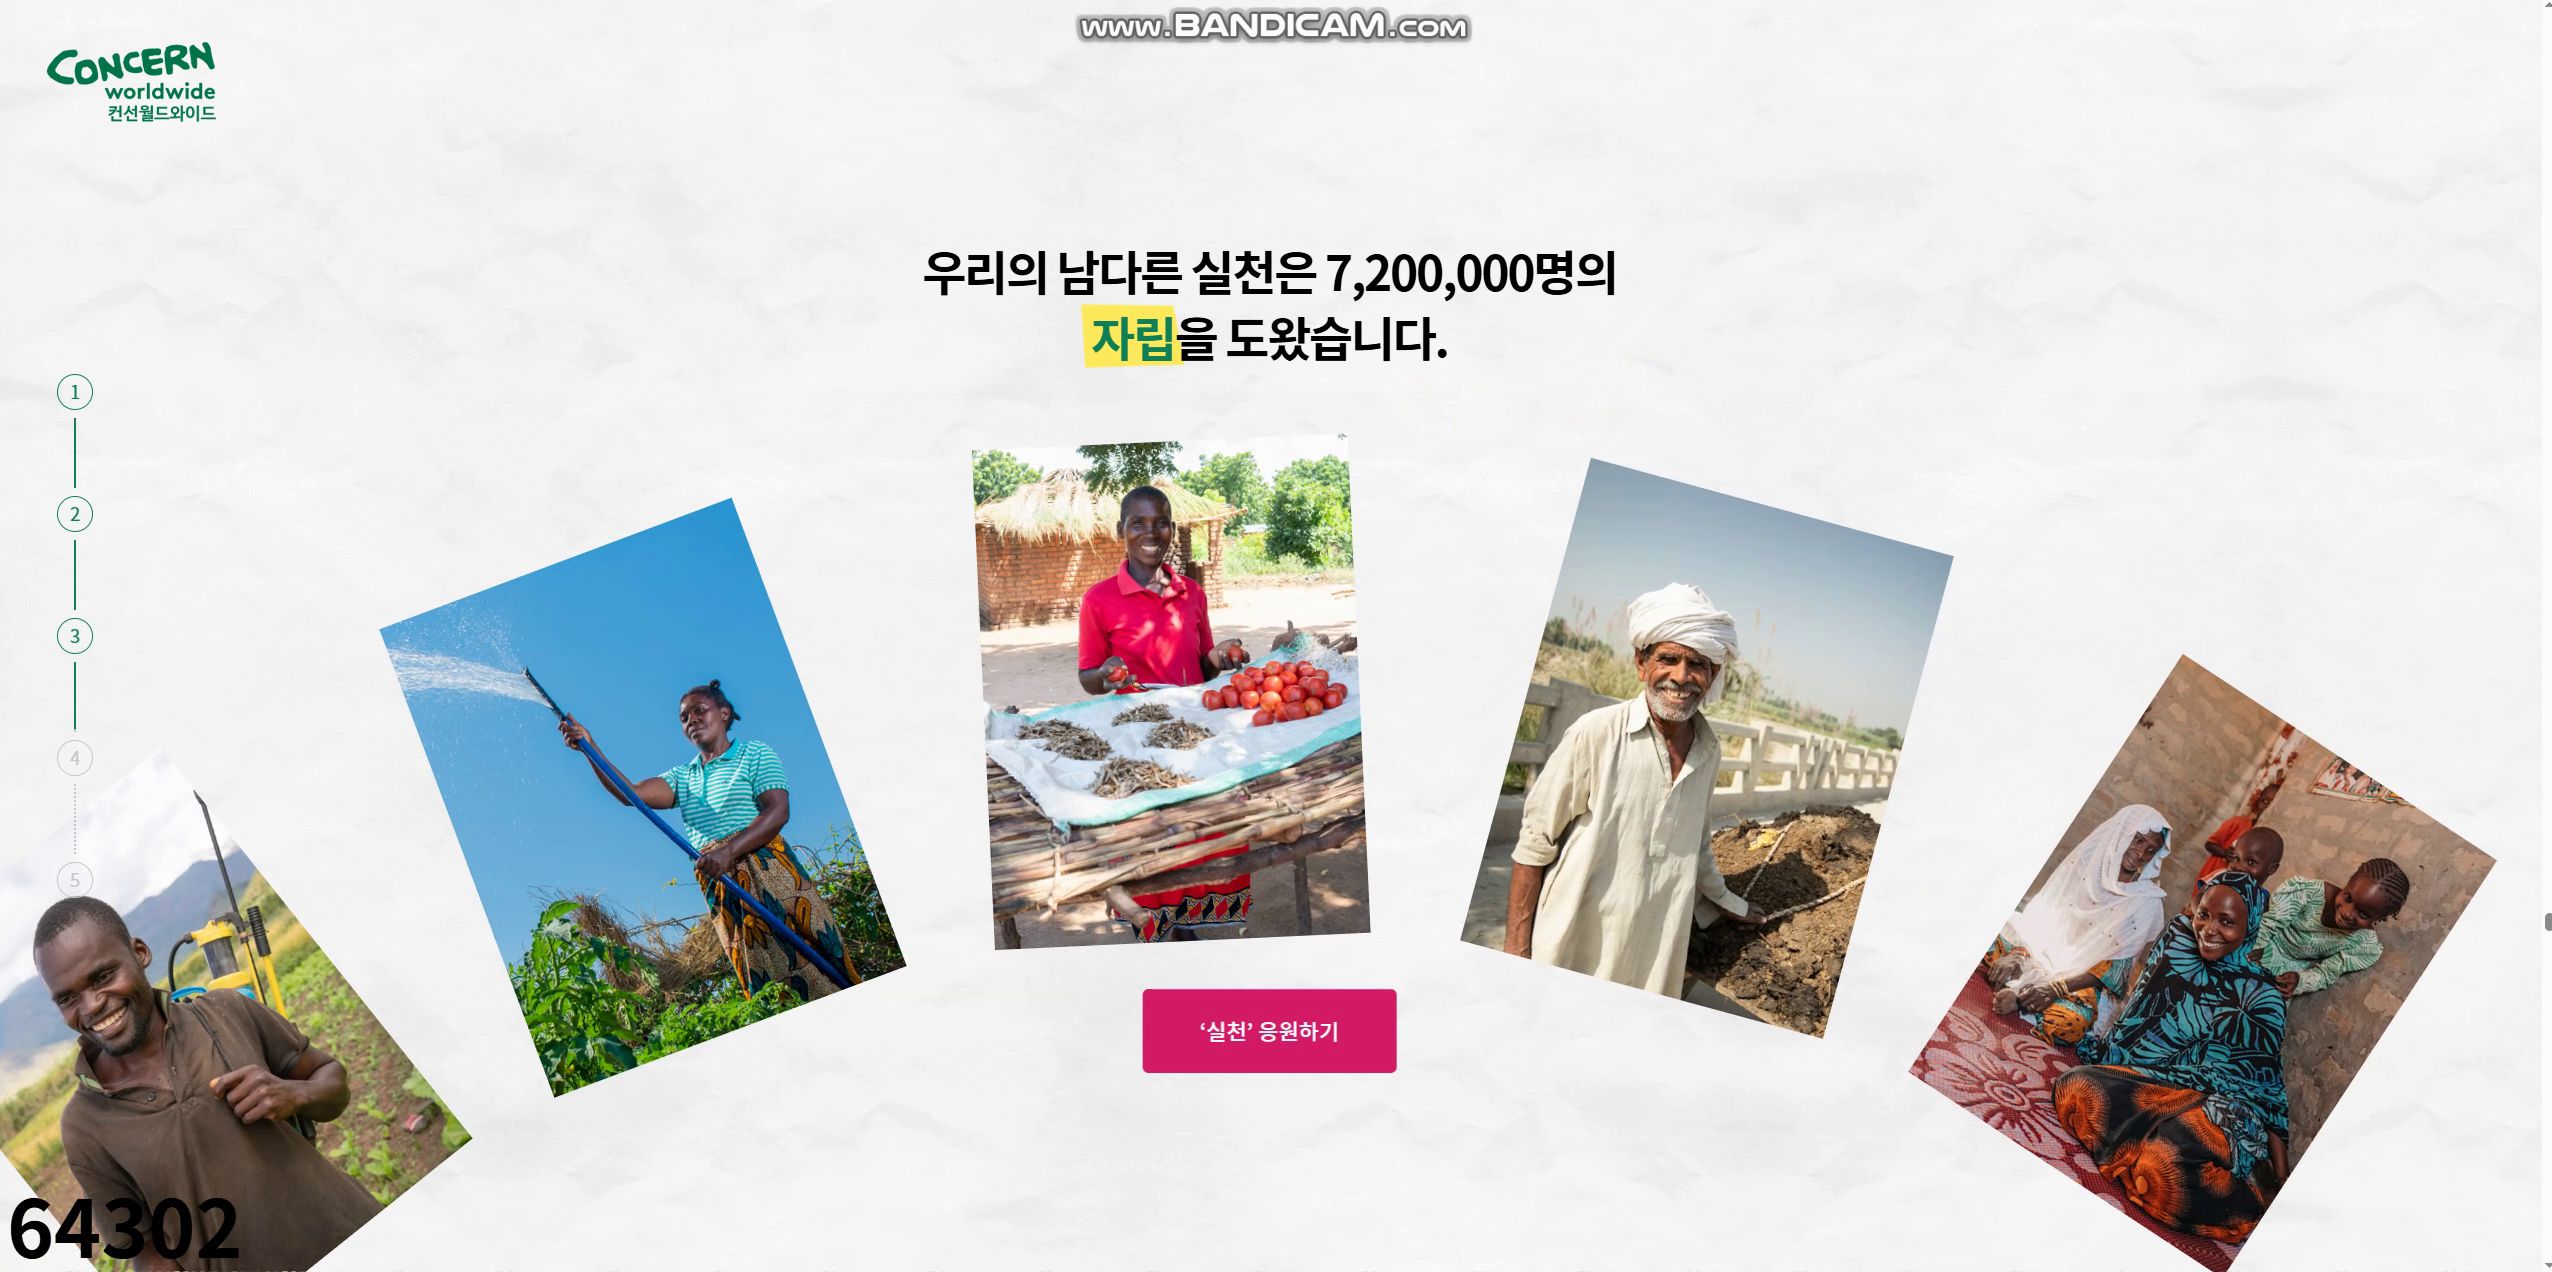 www.BANDICAM.com
CONCERN
worldwide
컨선월드와이드
우리의 남다른 실천은 7,200,000명의
자립을 도왔습니다.
1
2
3
4
5
‘실천’ 응원하기
64302